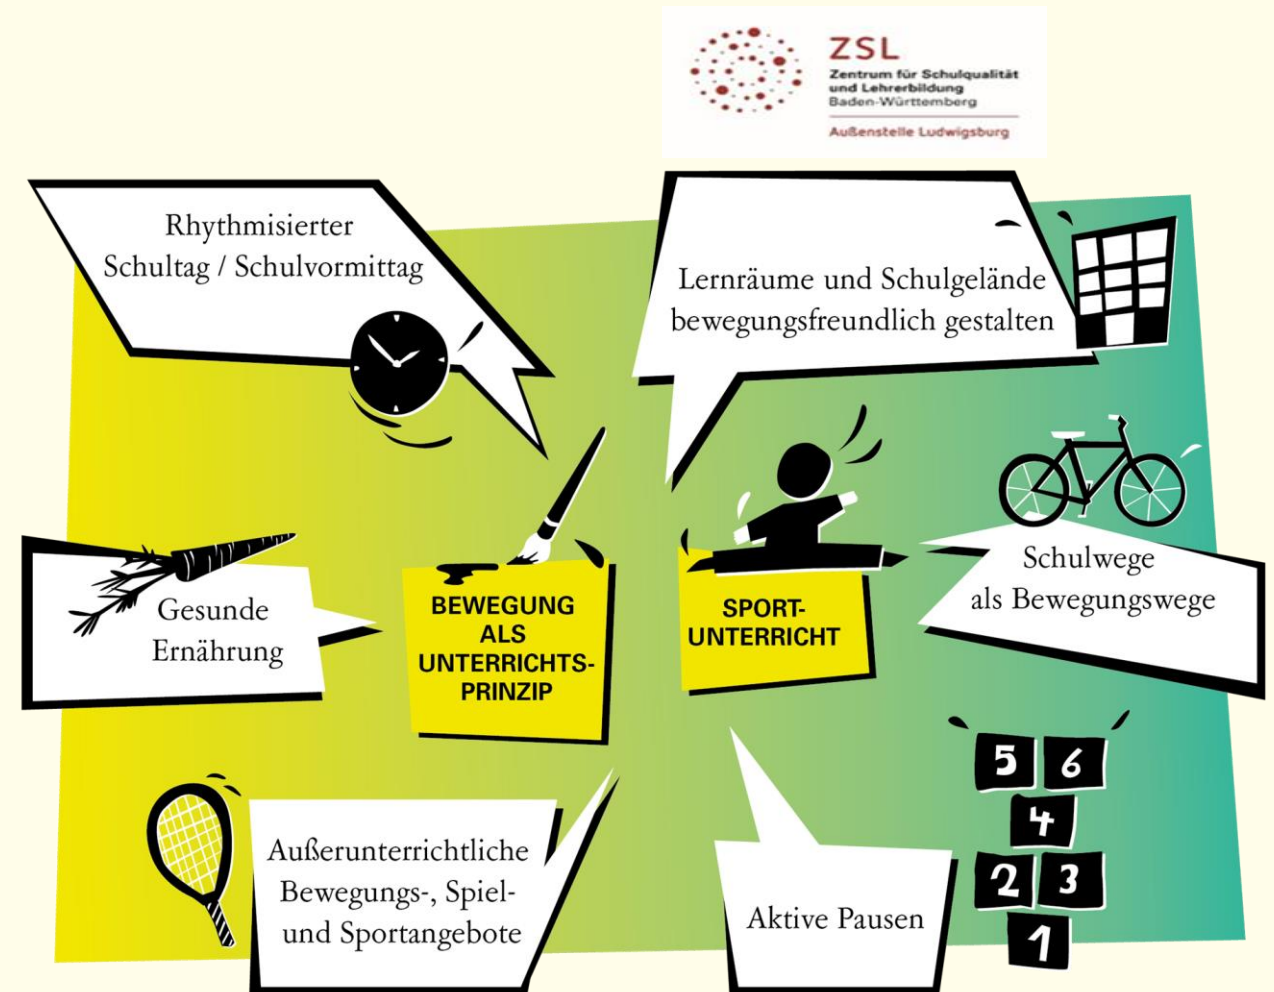 ZSL
Zentrum für Schulqualität
und Lehrerbildung
Baden-Württemberg
Außenstelle Ludwigsburg
Rhythmisierter
Schultag / Schulvormittag
Lernräume und Schulgelände
bewegungsfreundlich gestalten
Gesunde
Ernährung
BEWEGUNG
ALS
UNTERRICHTS-
PRINZIP
SPORT-
UNTERRICHT
Schulwege
als Bewegungswege
Außerunterrichtliche
Bewegungs-, Spiel-
und Sportangebote
Aktive Pausen
5 6
4
2 3
1